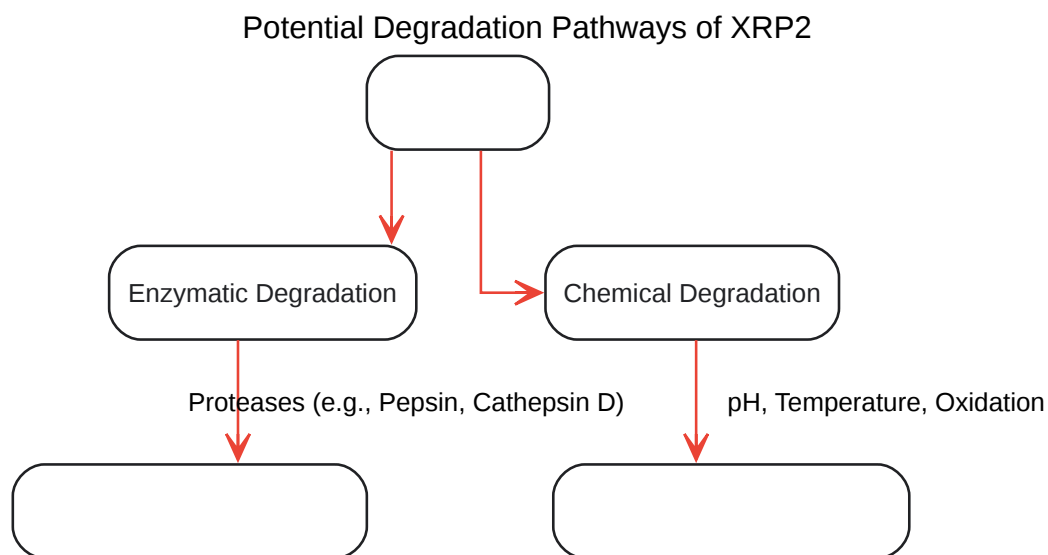 Potential Degradation Pathways of XRP2
Enzymatic Degradation
Chemical Degradation
Proteases (e.g., Pepsin, Cathepsin D)
pH, Temperature, Oxidation